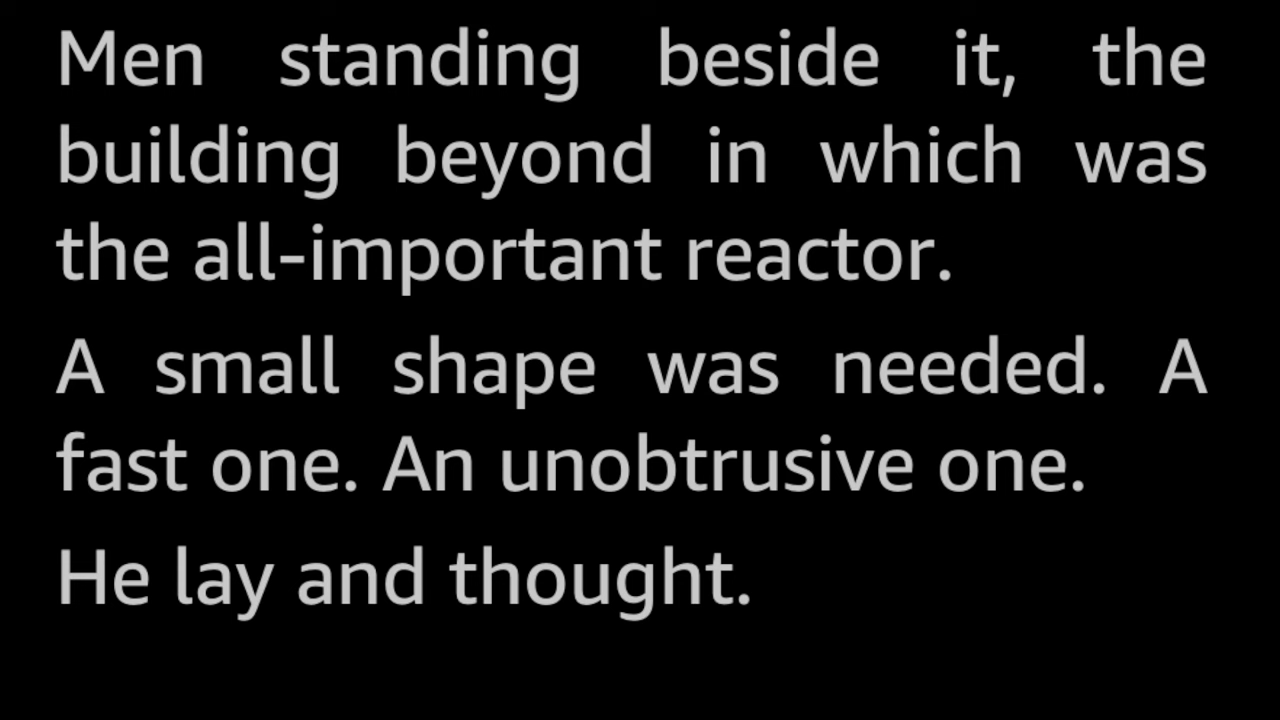 Men standing beside it, the
building beyond in which was
the all-important reactor.
A small shape was needed. A
fast one. An unobtrusive one.
He lay and thought.